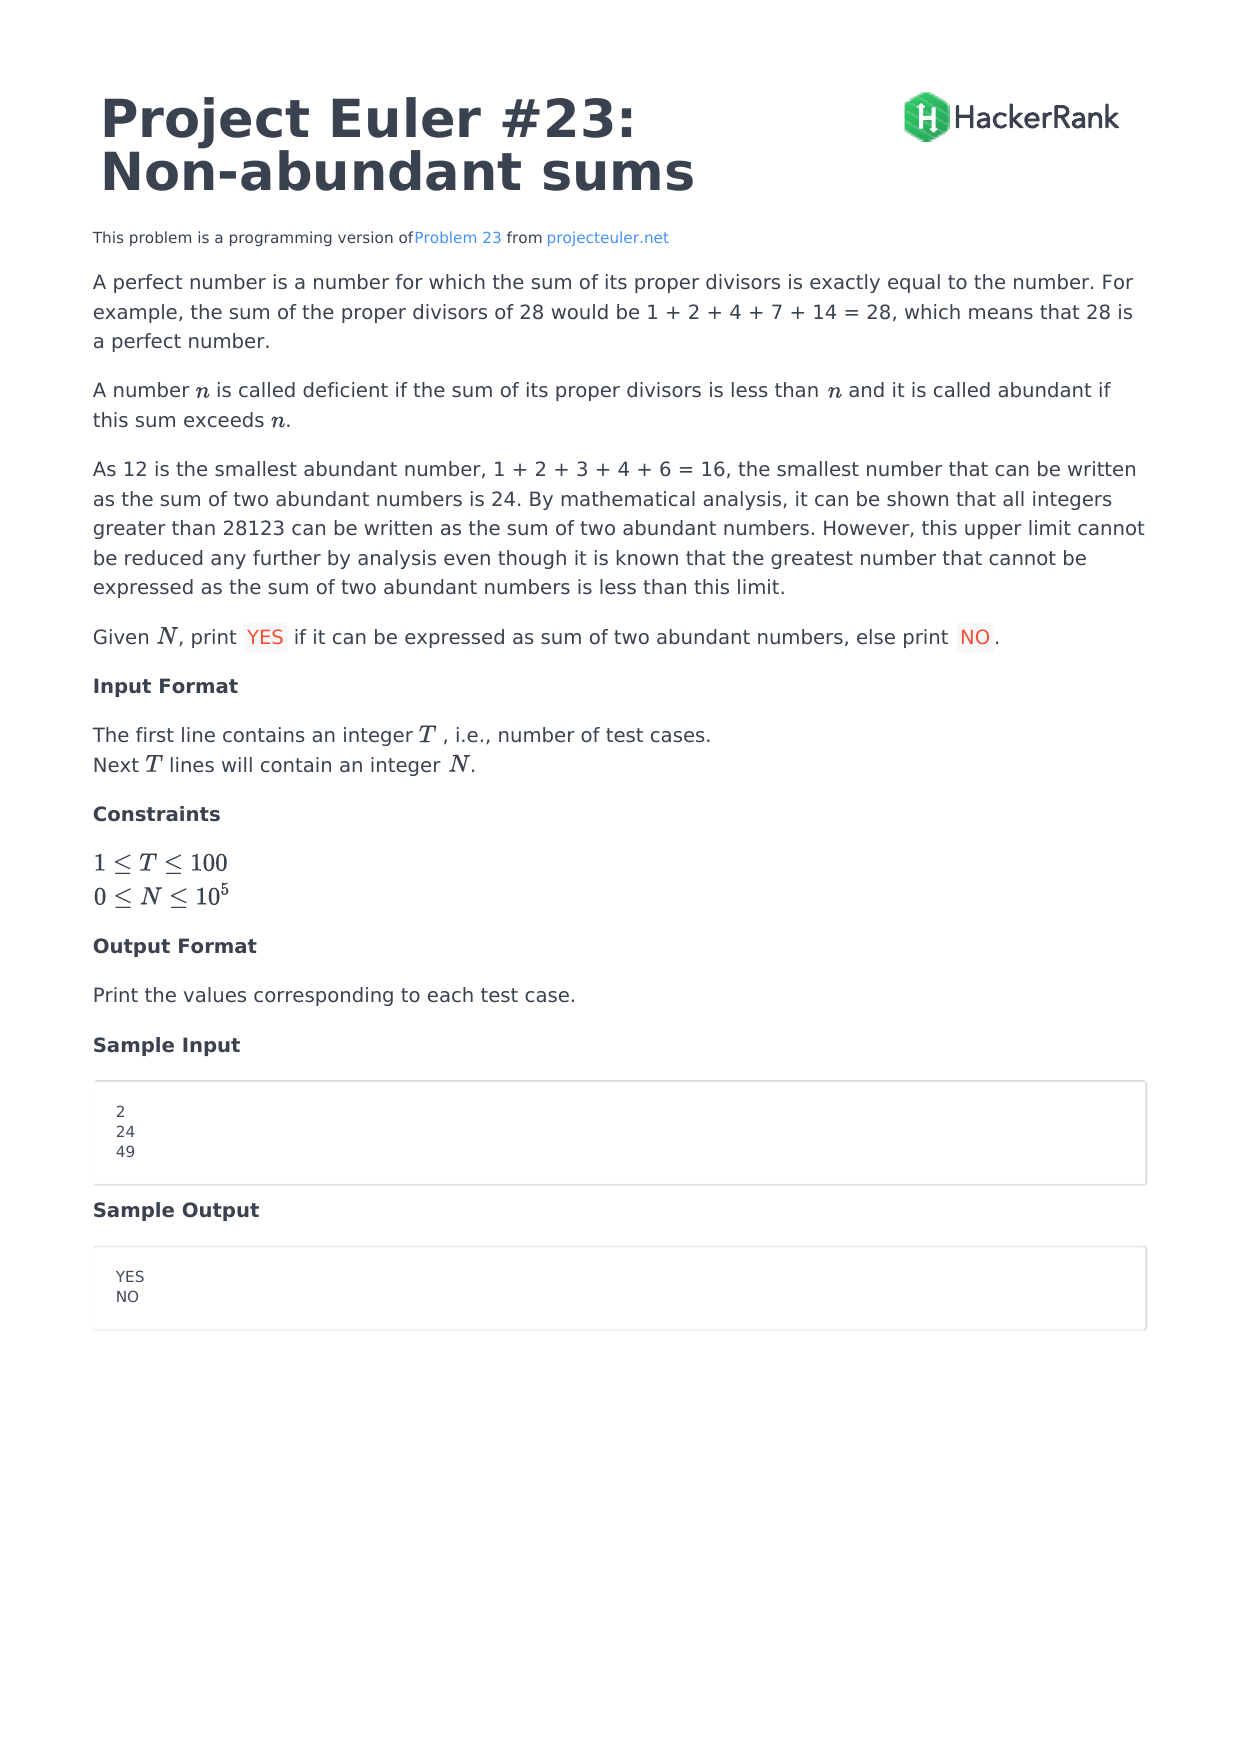 Project Euler #23:
Non-abundant sums
HackerRank
This problem is a programming version ofProblem 23 from projecteuler.net
A perfect number is a number for which the sum of its proper divisors is exactly equal to the number. For
example, the sum of the proper divisors of 28 would be 1 + 2 + 4 + 7 + 14 = 28, which means that 28 is
a perfect number.
A number n is called deficient if the sum of its proper divisors is less than n and it is called abundant if
this sum exceeds n.
As 12 is the smallest abundant number, 1 + 2 + 3 + 4 + 6 = 16, the smallest number that can be written
as the sum of two abundant numbers is 24. By mathematical analysis, it can be shown that all integers
greater than 28123 can be written as the sum of two abundant numbers. However, this upper limit cannot
be reduced any further by analysis even though it is known that the greatest number that cannot be
expressed as the sum of two abundant numbers is less than this limit.
Given N, print YES if it can be expressed as sum of two abundant numbers, else print NO.
Input Format
The first line contains an integer T , i.e., number of test cases.
Next T lines will contain an integer N.
Constraints
1 ≤ T ≤ 100
0 ≤ N ≤ 10⁵
Output Format
Print the values corresponding to each test case.
Sample Input
2
24
49
Sample Output
YES
NO